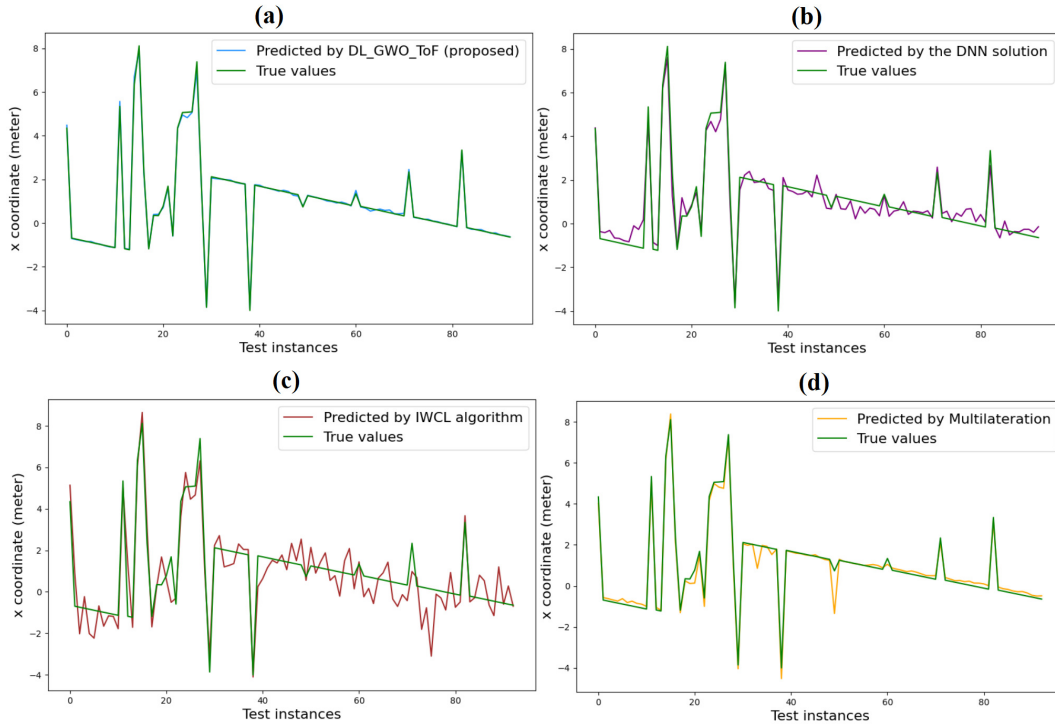 (a)
Predicted by DL_GWO_ToF (proposed)
True values
x coordinate (meter)
8
6
4
2
0
−2
−4
0
20
40
60
80
Test instances
(b)
Predicted by the DNN solution
True values
x coordinate (meter)
8
6
4
2
0
−2
−4
0
20
40
60
80
Test instances
(c)
Predicted by IWCL algorithm
True values
x coordinate (meter)
8
6
4
2
0
−2
−4
0
20
40
60
80
Test instances
(d)
Predicted by Multilateration
True values
x coordinate (meter)
8
6
4
2
0
−2
−4
0
20
40
60
80
Test instances